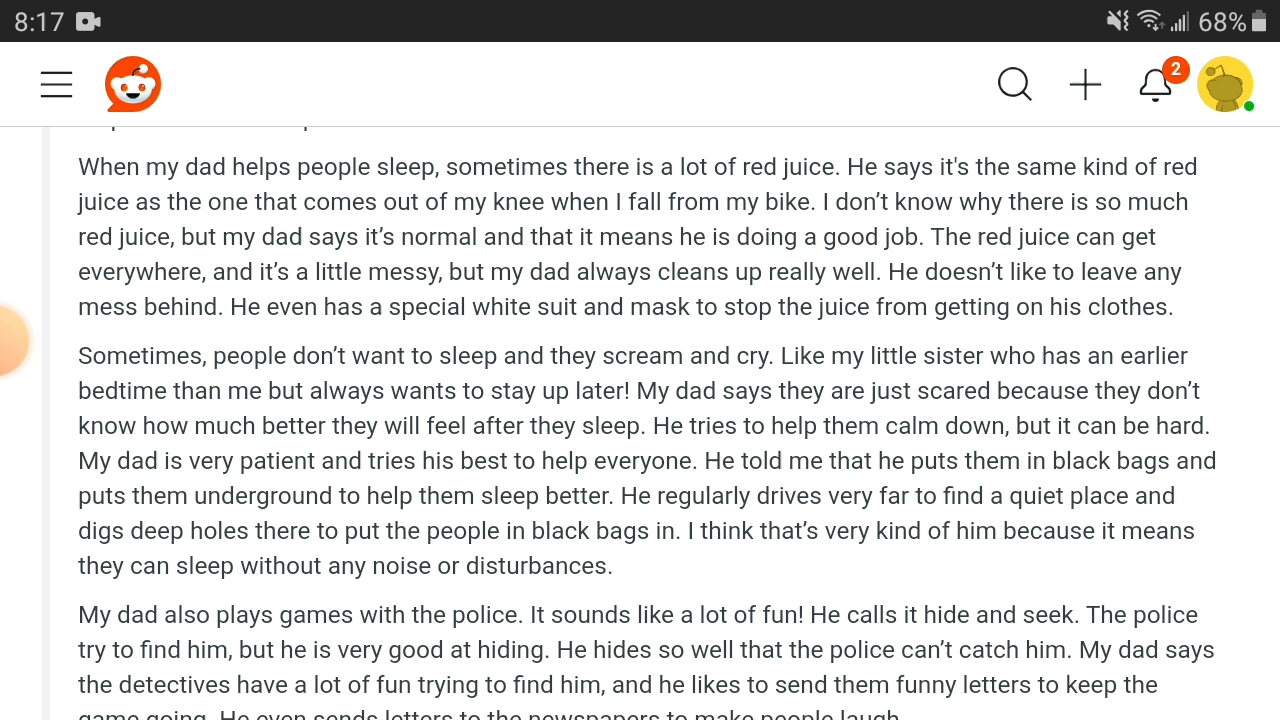 8:17
68%
2
When my dad helps people sleep, sometimes there is a lot of red juice. He says it's the same kind of red
juice as the one that comes out of my knee when I fall from my bike. I don’t know why there is so much
red juice, but my dad says it’s normal and that it means he is doing a good job. The red juice can get
everywhere, and it’s a little messy, but my dad always cleans up really well. He doesn’t like to leave any
mess behind. He even has a special white suit and mask to stop the juice from getting on his clothes.
Sometimes, people don’t want to sleep and they scream and cry. Like my little sister who has an earlier
bedtime than me but always wants to stay up later! My dad says they are just scared because they don’t
know how much better they will feel after they sleep. He tries to help them calm down, but it can be hard.
My dad is very patient and tries his best to help everyone. He told me that he puts them in black bags and
puts them underground to help them sleep better. He regularly drives very far to find a quiet place and
digs deep holes there to put the people in black bags in. I think that’s very kind of him because it means
they can sleep without any noise or disturbances.
My dad also plays games with the police. It sounds like a lot of fun! He calls it hide and seek. The police
try to find him, but he is very good at hiding. He hides so well that the police can’t catch him. My dad says
the detectives have a lot of fun trying to find him, and he likes to send them funny letters to keep the
game going. He even sends letters to the newspapers to make people laugh.